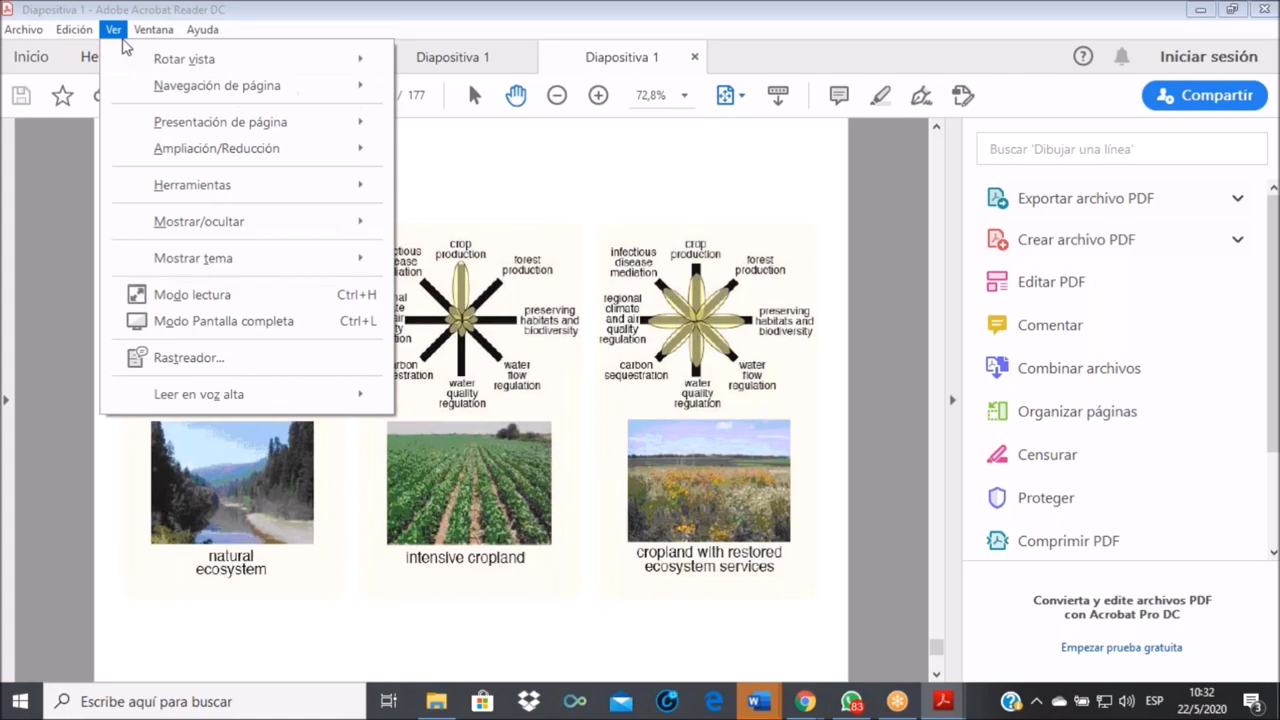 Diapositiva 1 - Adobe Acrobat Reader DC
Archivo Edición Ver Ventana Ayuda
Inicio He Diapositiva 1 Diapositiva 1 × ? Iniciar sesión
/ 177 72,8% Compartir
Rotar vista
Navegación de página
Presentación de página
Ampliación/Reducción
Herramientas
Mostrar/ocultar
Mostrar tema
Modo lectura Ctrl+H
Modo Pantalla completa Ctrl+L
Rastreador...
Leer en voz alta
crop
production
forest
production
preserving
habitats and
biodiversity
water
flow
regulation
water
quality
regulation
infectious
disease
mediation
crop
production
forest
production
regional
climate
and air
quality
regulation
preserving
habitats and
biodiversity
carbon
sequestration
water
quality
regulation
water
flow
regulation
natural
ecosystem
intensive cropland
cropland with restored
ecosystem services
Buscar 'Dibujar una línea'
Exportar archivo PDF
Crear archivo PDF
Editar PDF
Comentar
Combinar archivos
Organizar páginas
Censurar
Proteger
Comprimir PDF
Convierta y edite archivos PDF
con Acrobat Pro DC
Empezar prueba gratuita
Escribe aquí para buscar
83
ESP
10:32
22/5/2020
3